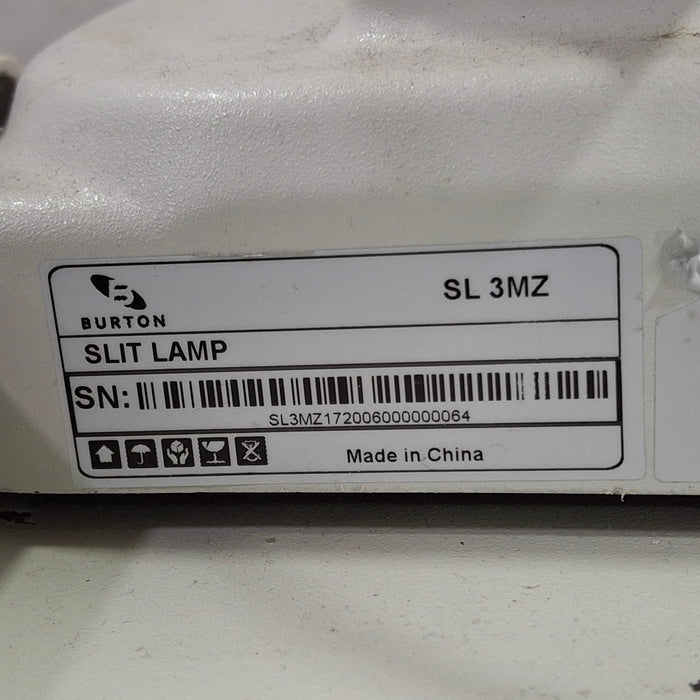 BURTON
SL 3MZ
SLIT LAMP
SN:
SL3MZ172006000000064
Made in China